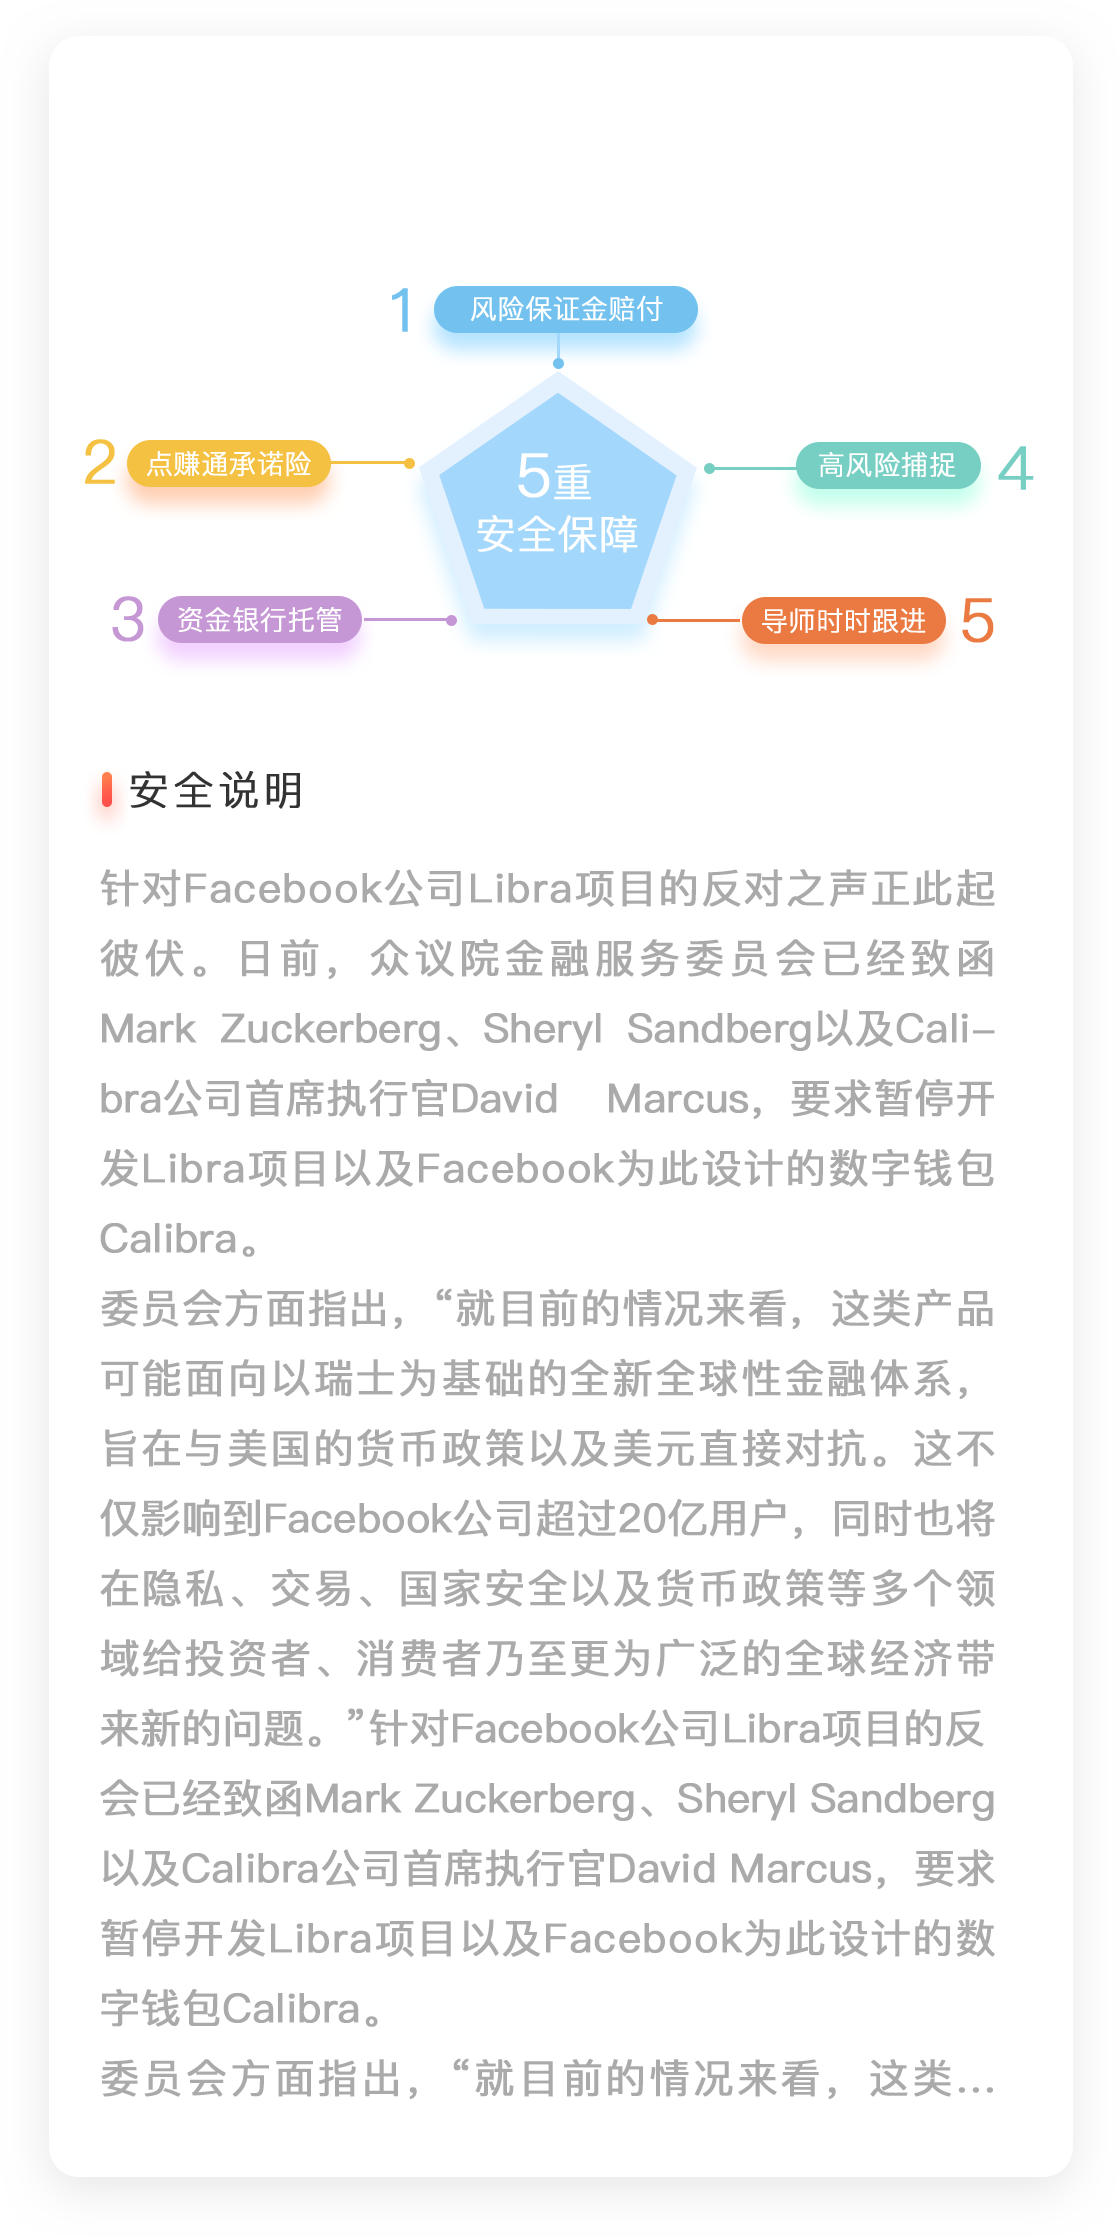 1 风险保证金赔付
2 点赚通承诺险
高风险捕捉 4
5重
安全保障
3 资金银行托管
导师时时跟进 5
安全说明
针对Facebook公司Libra项目的反对之声正此起
彼伏。日前，众议院金融服务委员会已经致函
Mark Zuckerberg、Sheryl Sandberg以及Cali-
bra公司首席执行官David Marcus，要求暂停开
发Libra项目以及Facebook为此设计的数字钱包
Calibra。
委员会方面指出，“就目前的情况来看，这类产品
可能面向以瑞士为基础的全新全球性金融体系，
旨在与美国的货币政策以及美元直接对抗。这不
仅影响到Facebook公司超过20亿用户，同时也将
在隐私、交易、国家安全以及货币政策等多个领
域给投资者、消费者乃至更为广泛的全球经济带
来新的问题。”针对Facebook公司Libra项目的反
会已经致函Mark Zuckerberg、Sheryl Sandberg
以及Calibra公司首席执行官David Marcus，要求
暂停开发Libra项目以及Facebook为此设计的数
字钱包Calibra。
委员会方面指出，“就目前的情况来看，这类...